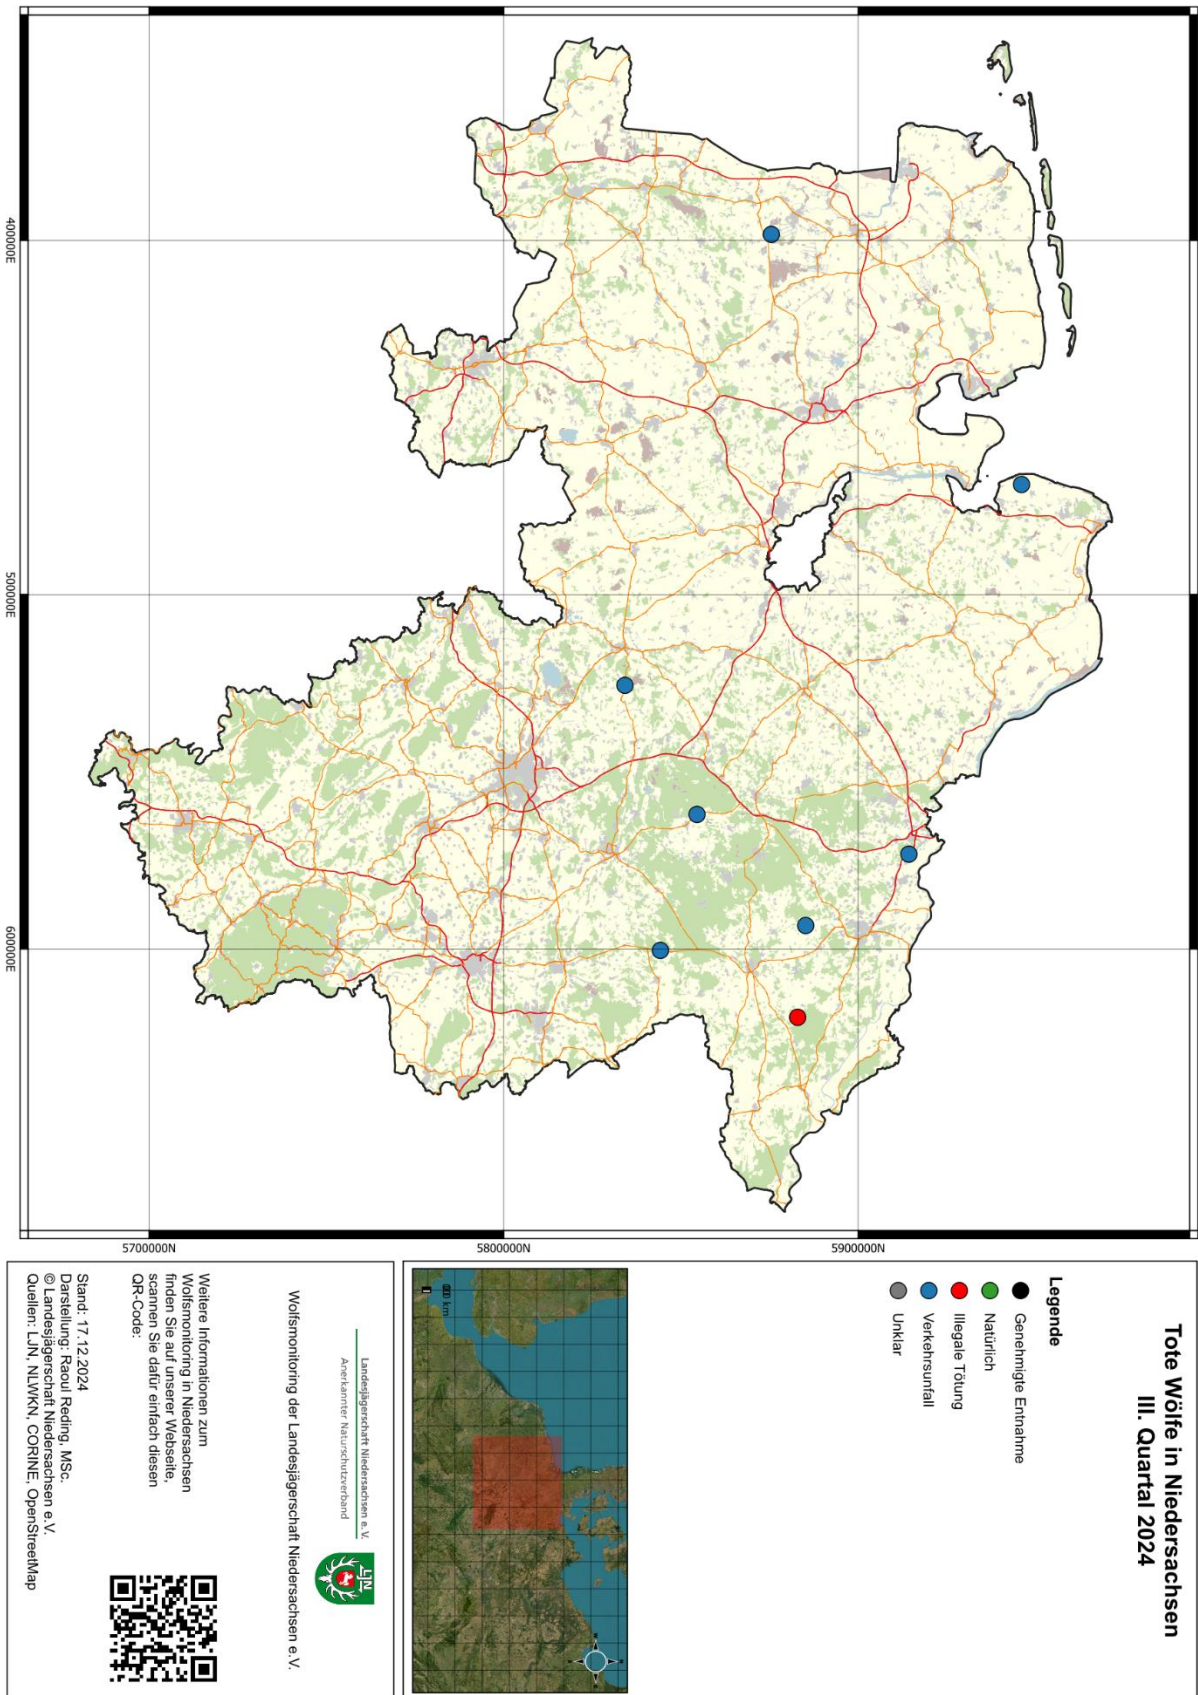 Tote Wölfe in Niedersachsen
III. Quartal 2024
Legende
Genehmigte Entnahme
Natürlich
Illegale Tötung
Verkehrsunfall
Unklar
400000E
500000E
600000E
5700000N
5800000N
5900000N
Landesjägerschaft Niedersachsen e. V.
Anerkannter Naturschutzverband
LJN
Wolfsmonitoring der Landesjägerschaft Niedersachsen e.V.
Weitere Informationen zum
Wolfsmonitoring in Niedersachsen
finden Sie auf unserer Webseite,
scannen Sie dafür einfach diesen
QR-Code:
Stand: 17.12.2024
Darstellung: Raoul Reding, MSc.
© Landesjägerschaft Niedersachsen e.V.
Quellen: LJN, NLWKN, CORINE, OpenStreetMap